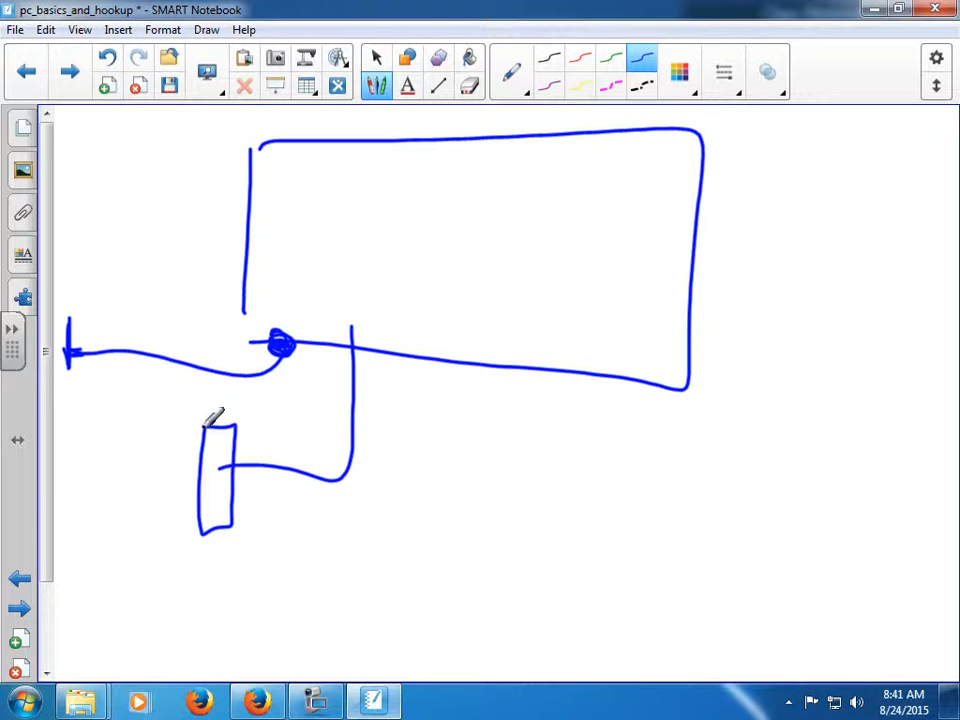 pc_basics_and_hookup * - SMART Notebook
File Edit View Insert Format Draw Help
8:41 AM
8/24/2015